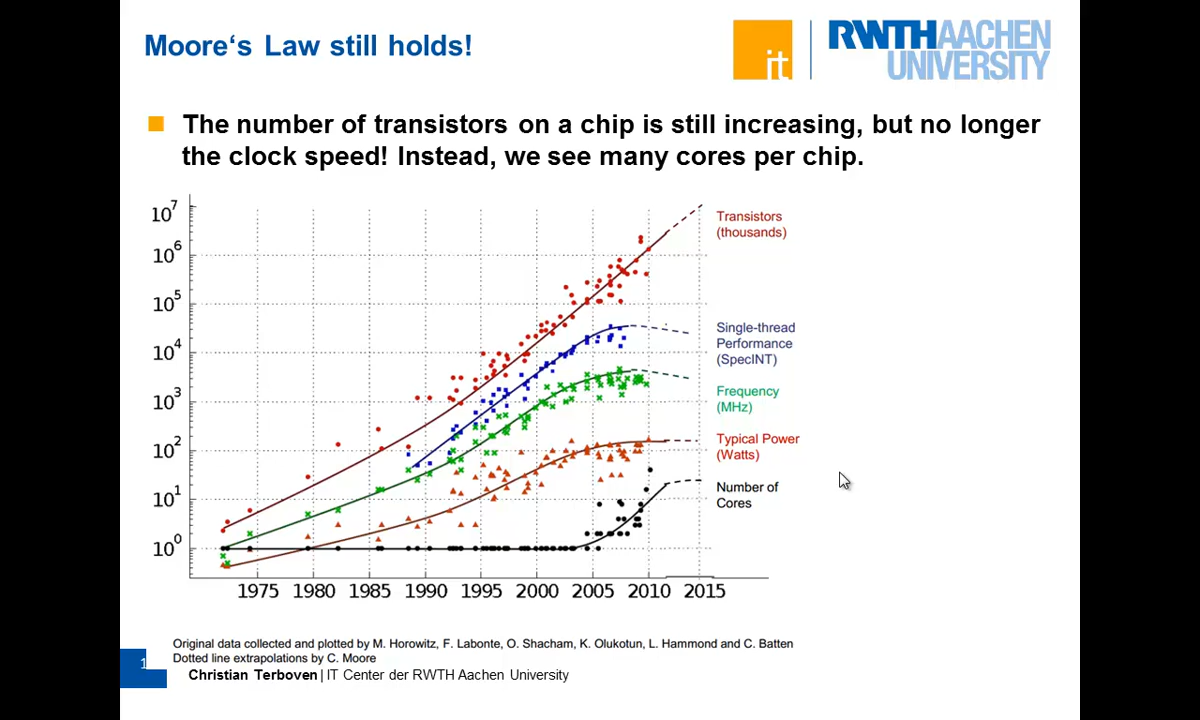 Moore‘s Law still holds!
it
RWTHAACHEN
UNIVERSITY
The number of transistors on a chip is still increasing, but no longer
the clock speed! Instead, we see many cores per chip.
10^7
10^6
10^5
10^4
10^3
10^2
10^1
10^0
Transistors
(thousands)
Single-thread
Performance
(SpecINT)
Frequency
(MHz)
Typical Power
(Watts)
Number of
Cores
1975 1980 1985 1990 1995 2000 2005 2010 2015
Original data collected and plotted by M. Horowitz, F. Labonte, O. Shacham, K. Olukotun, L. Hammond and C. Batten
Dotted line extrapolations by C. Moore
1
Christian Terboven | IT Center der RWTH Aachen University